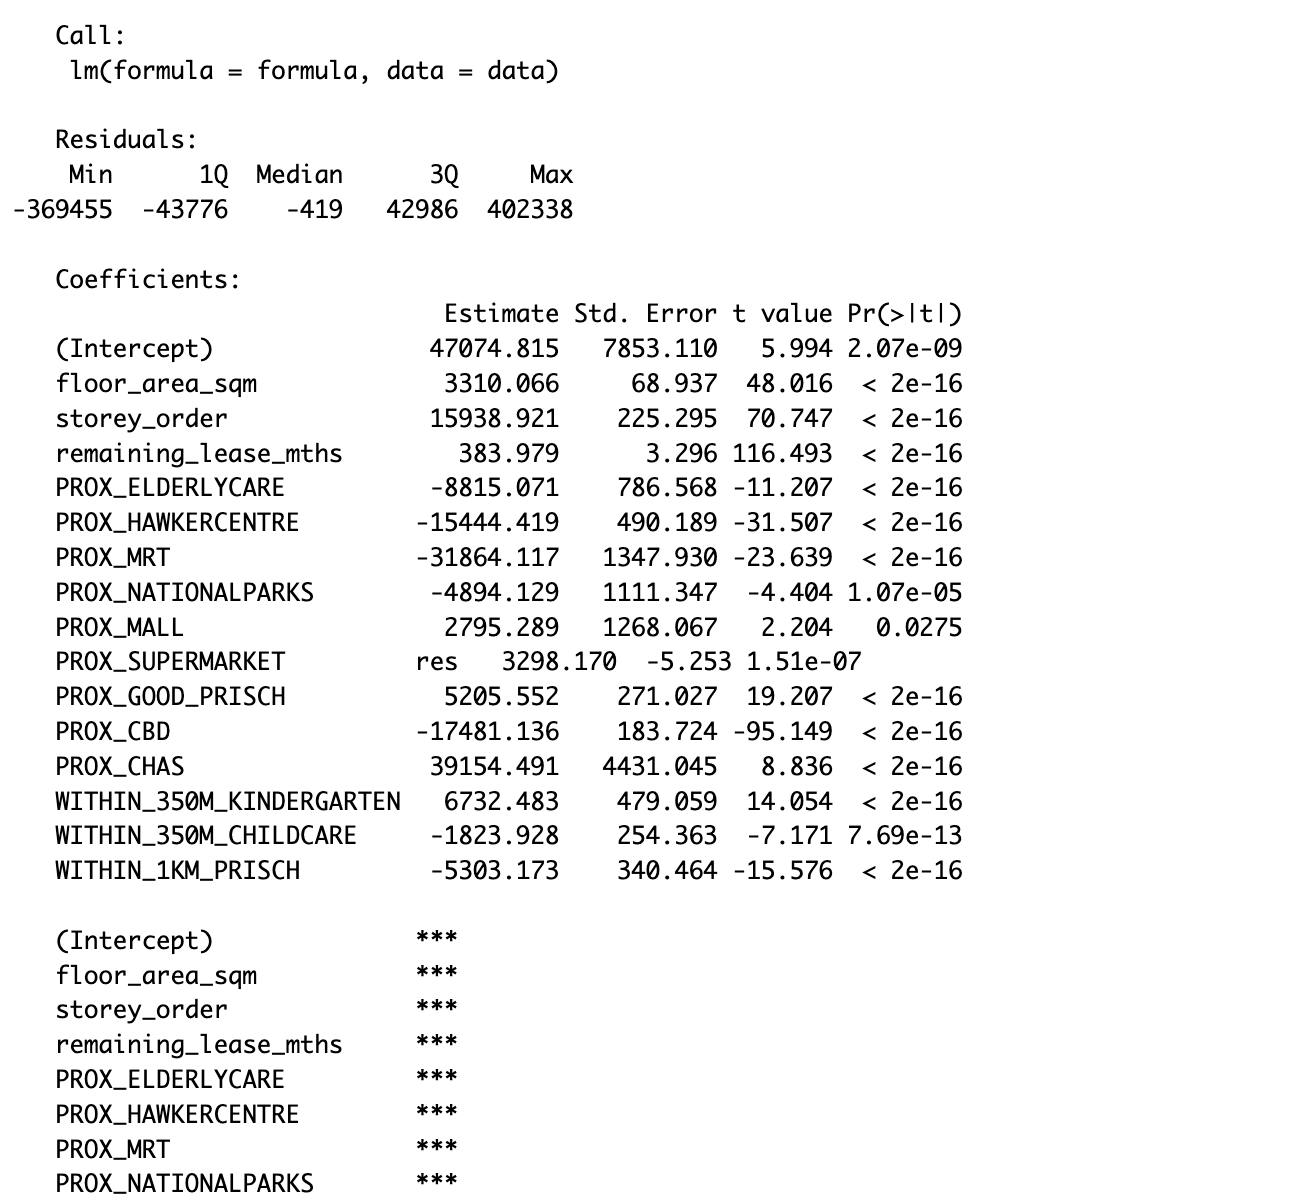 Call:
lm(formula = formula, data = data)
Residuals:
Min 1Q Median 3Q Max
-369455 -43776 -419 42986 402338
Coefficients:
Estimate Std. Error t value Pr(>|t|)
(Intercept) 47074.815 7853.110 5.994 2.07e-09
floor_area_sqm 3310.066 68.937 48.016 < 2e-16
storey_order 15938.921 225.295 70.747 < 2e-16
remaining_lease_mths 383.979 3.296 116.493 < 2e-16
PROX_ELDERLYCARE -8815.071 786.568 -11.207 < 2e-16
PROX_HAWKERCENTRE -15444.419 490.189 -31.507 < 2e-16
PROX_MRT -31864.117 1347.930 -23.639 < 2e-16
PROX_NATIONALPARKS -4894.129 1111.347 -4.404 1.07e-05
PROX_MALL 2795.289 1268.067 2.204 0.0275
PROX_SUPERMARKET res 3298.170 -5.253 1.51e-07
PROX_GOOD_PRISCH 5205.552 271.027 19.207 < 2e-16
PROX_CBD -17481.136 183.724 -95.149 < 2e-16
PROX_CHAS 39154.491 4431.045 8.836 < 2e-16
WITHIN_350M_KINDERGARTEN 6732.483 479.059 14.054 < 2e-16
WITHIN_350M_CHILDCARE -1823.928 254.363 -7.171 7.69e-13
WITHIN_1KM_PRISCH -5303.173 340.464 -15.576 < 2e-16
(Intercept) ***
floor_area_sqm ***
storey_order ***
remaining_lease_mths ***
PROX_ELDERLYCARE ***
PROX_HAWKERCENTRE ***
PROX_MRT ***
PROX_NATIONALPARKS ***